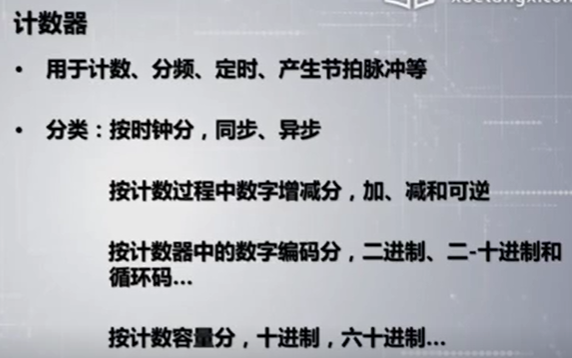 计数器
• 用于计数、分频、定时、产生节拍脉冲等
• 分类：按时钟分，同步、异步
按计数过程中数字增减分，加、减和可逆
按计数器中的数字编码分，二进制、二-十进制和
循环码...
按计数容量分，十进制，六十进制...